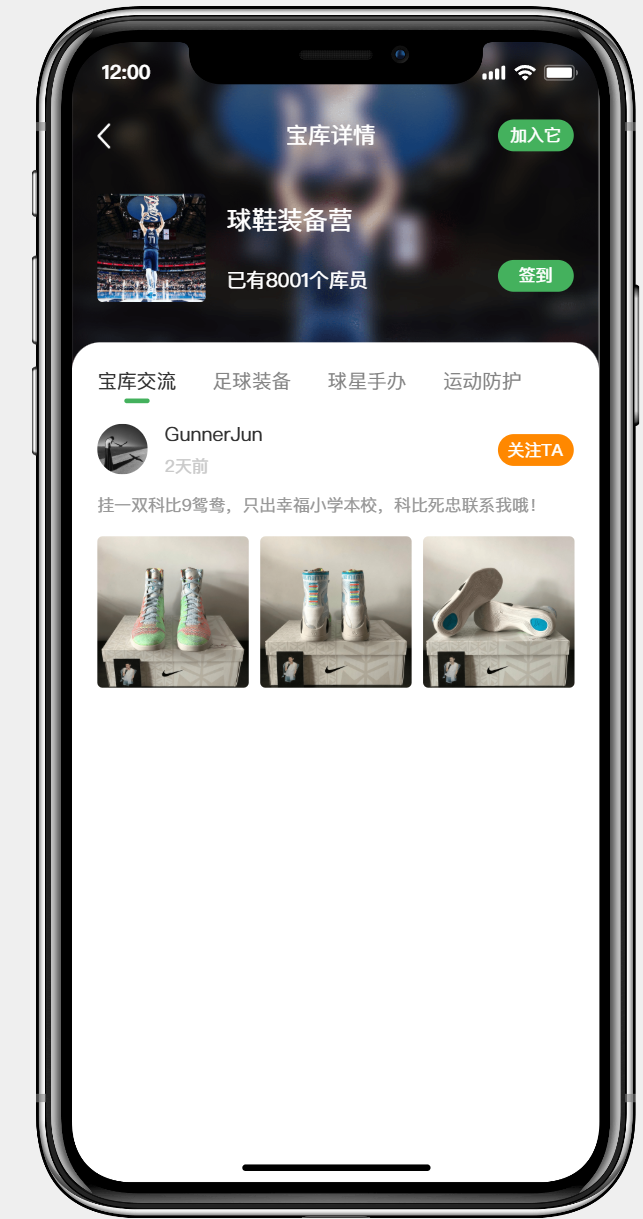 12:00
宝库详情
加入它
球鞋装备营
已有8001个库员
签到
宝库交流 足球装备 球星手办 运动防护
GunnerJun
关注TA
2天前
挂一双科比9鸳鸯，只出幸福小学本校，科比死忠联系我哦！